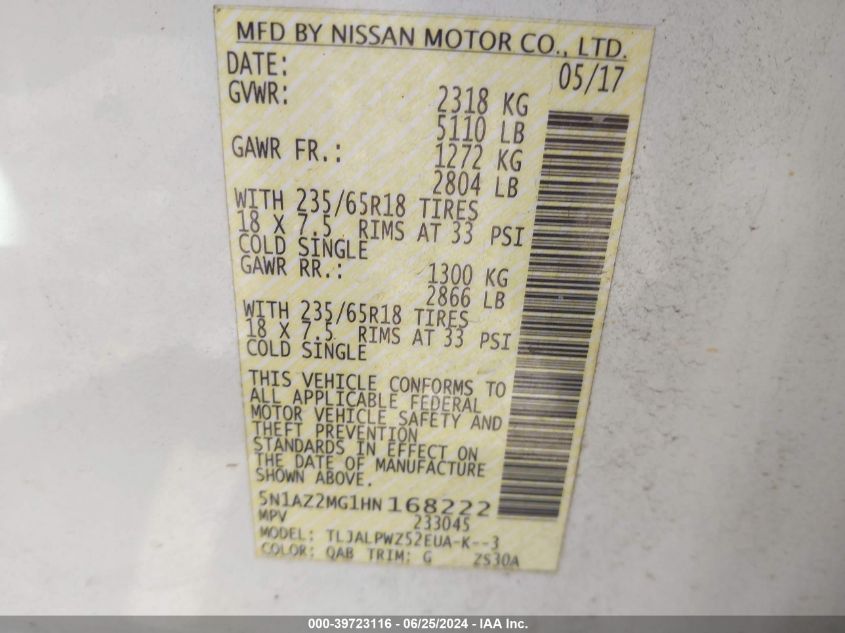 MFD BY NISSAN MOTOR CO., LTD.
DATE: 05/17
GVWR: 2318 KG
5110 LB
GAWR FR.: 1272 KG
2804 LB
WITH 235/65R18 TIRES
18 X 7.5 RIMS AT 33 PSI
COLD SINGLE
GAWR RR.: 1300 KG
2866 LB
WITH 235/65R18 TIRES
18 X 7.5 RIMS AT 33 PSI
COLD SINGLE
THIS VEHICLE CONFORMS TO
ALL APPLICABLE FEDERAL
MOTOR VEHICLE SAFETY AND
THEFT PREVENTION
STANDARDS IN EFFECT ON
THE DATE OF MANUFACTURE
SHOWN ABOVE.
5N1AZ2MG1HN168222
MPV 233045
MODEL: TLJALPWZ52EUA-K--3
COLOR: QAB TRIM: G ZS30A
000-39723116 - 06/25/2024 - IAA Inc.